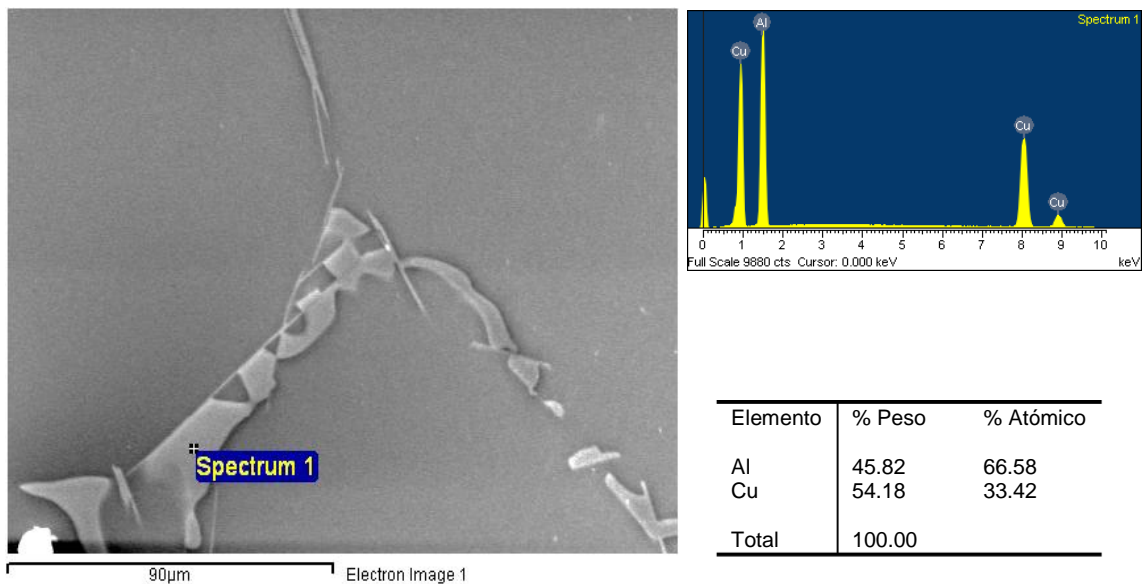 Spectrum 1
90µm
Electron Image 1
Spectrum 1
Al
Cu
Cu
Cu
0 1 2 3 4 5 6 7 8 9 10
Full Scale 9880 cts Cursor: 0.000 keV keV
Elemento % Peso % Atómico
Al 45.82 66.58
Cu 54.18 33.42
Total 100.00